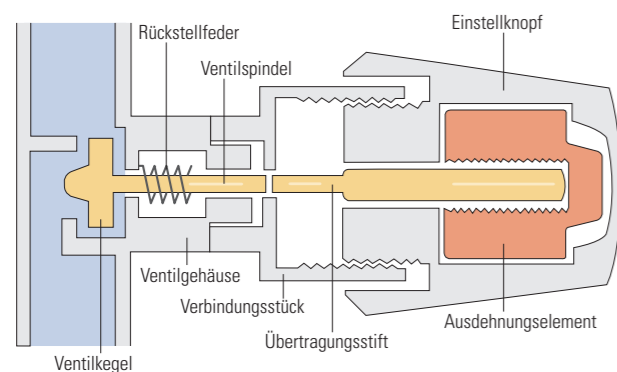 Einstellknopf
Rückstellfeder
Ventilspindel
Ventilgehäuse
Verbindungsstück
Ausdehnungselement
Übertragungsstift
Ventilkegel